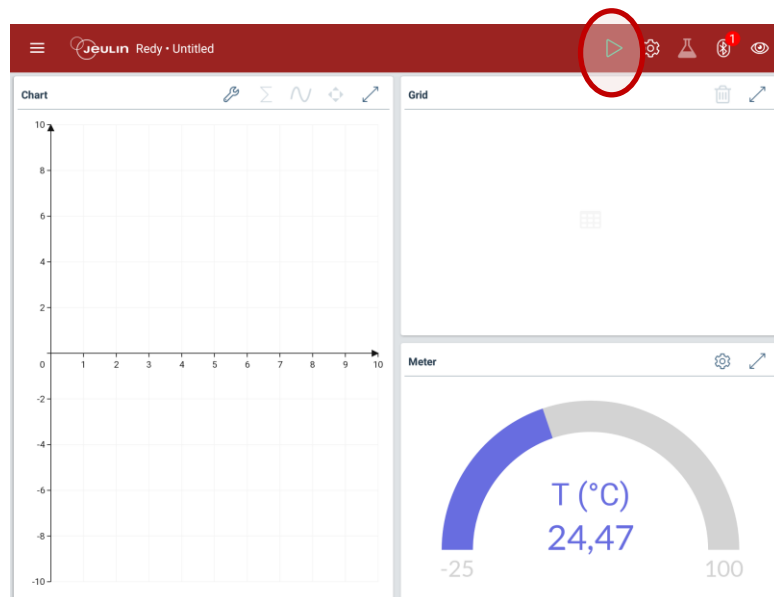 Jeulin Redy • Untitled
1
Chart
10
8
6
4
2
0 1 2 3 4 5 6 7 8 9 10
-2
-4
-6
-8
-10
Grid
Meter
T (°C)
24,47
-25 100